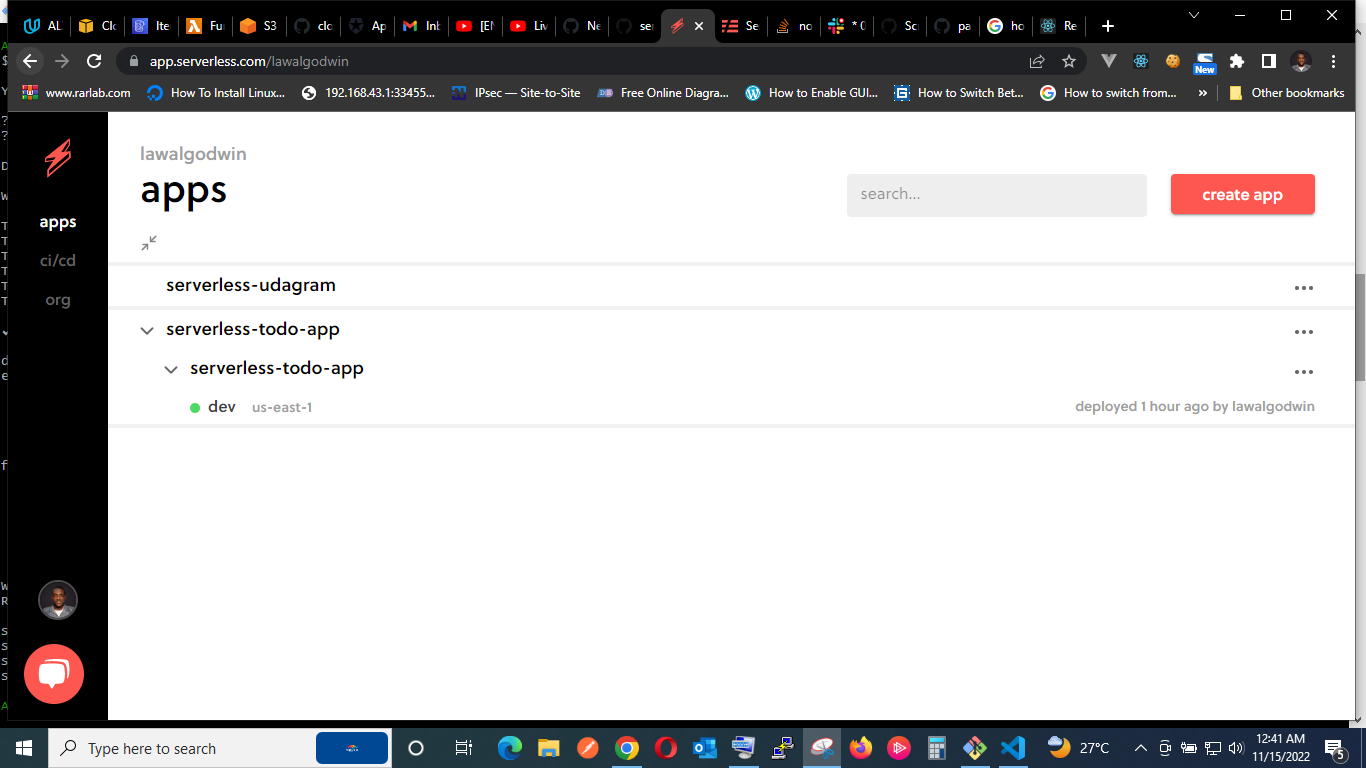 AL
Clo
Ite
Fu
S3
clo
Ap
Inb
[EN
Liv
Ne
ser
Se
no
* 0
Sc
pa
ho
Re
app.serverless.com/lawalgodwin
New
www.rarlab.com
How To Install Linux...
192.168.43.1:33455...
IPsec — Site-to-Site
Free Online Diagra...
How to Enable GUI...
How to Switch Bet...
How to switch from...
»
Other bookmarks
lawalgodwin
apps
search...
create app
apps
ci/cd
org
serverless-udagram
serverless-todo-app
serverless-todo-app
dev us-east-1
deployed 1 hour ago by lawalgodwin
Type here to search
27°C
12:41 AM
11/15/2022
5